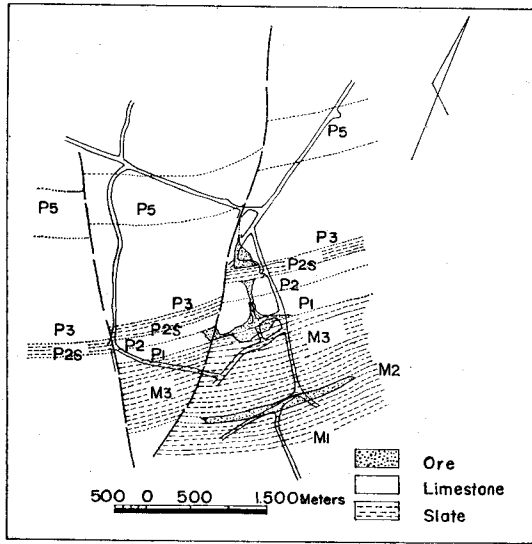 P5
P5
P5
P3
P2S
P2
P1
M3
M2
M1
P3
P2S
P3
P2S
P2
P1
M3
Ore
Limestone
Slate
500 0 500 1.500 Meters